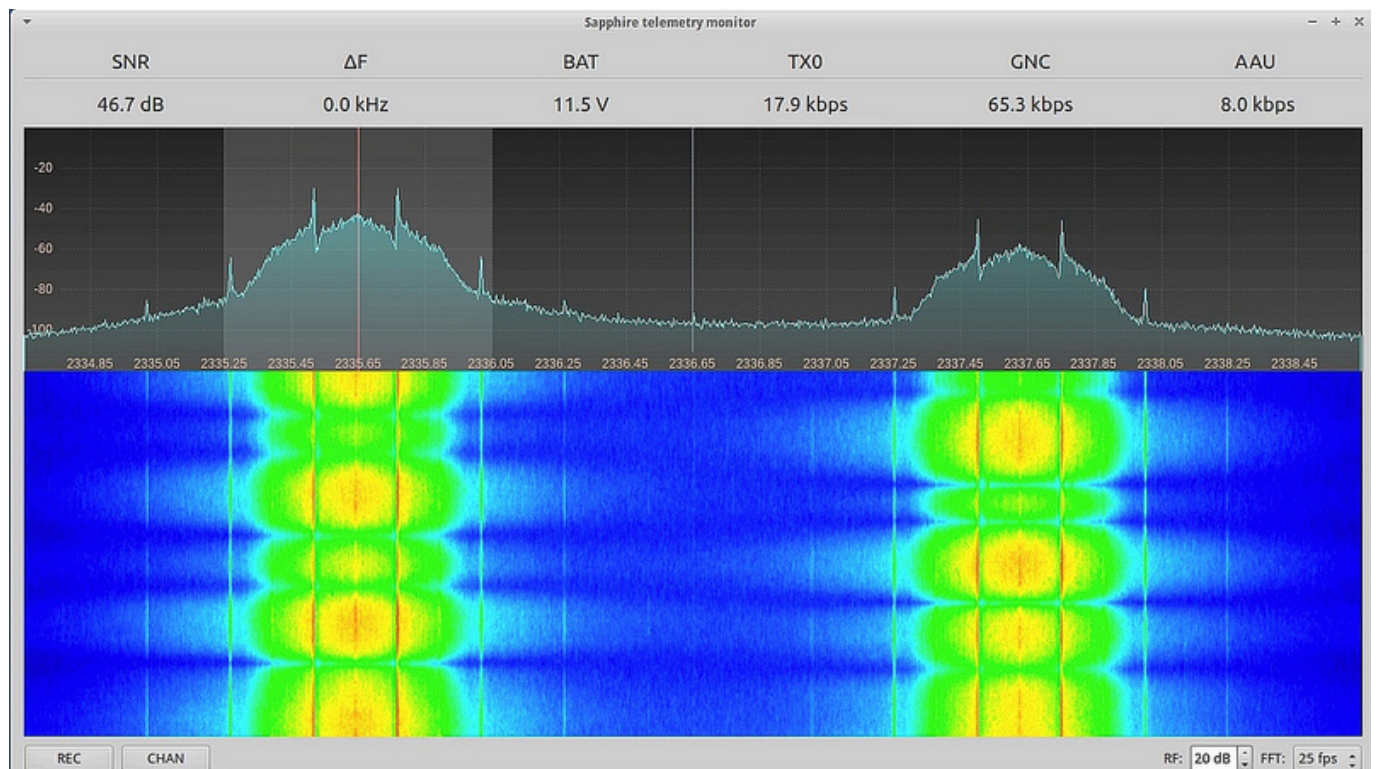 Sapphire telemetry monitor
SNR ΔF BAT TX0 GNC AAU
46.7 dB 0.0 kHz 11.5 V 17.9 kbps 65.3 kbps 8.0 kbps
-20
-40
-60
-80
-100
2334.85 2335.05 2335.25 2335.45 2335.65 2335.85 2336.05 2336.25 2336.45 2336.65 2336.85 2337.05 2337.25 2337.45 2337.65 2337.85 2338.05 2338.25 2338.45
REC CHAN RF: 20 dB FFT: 25 fps